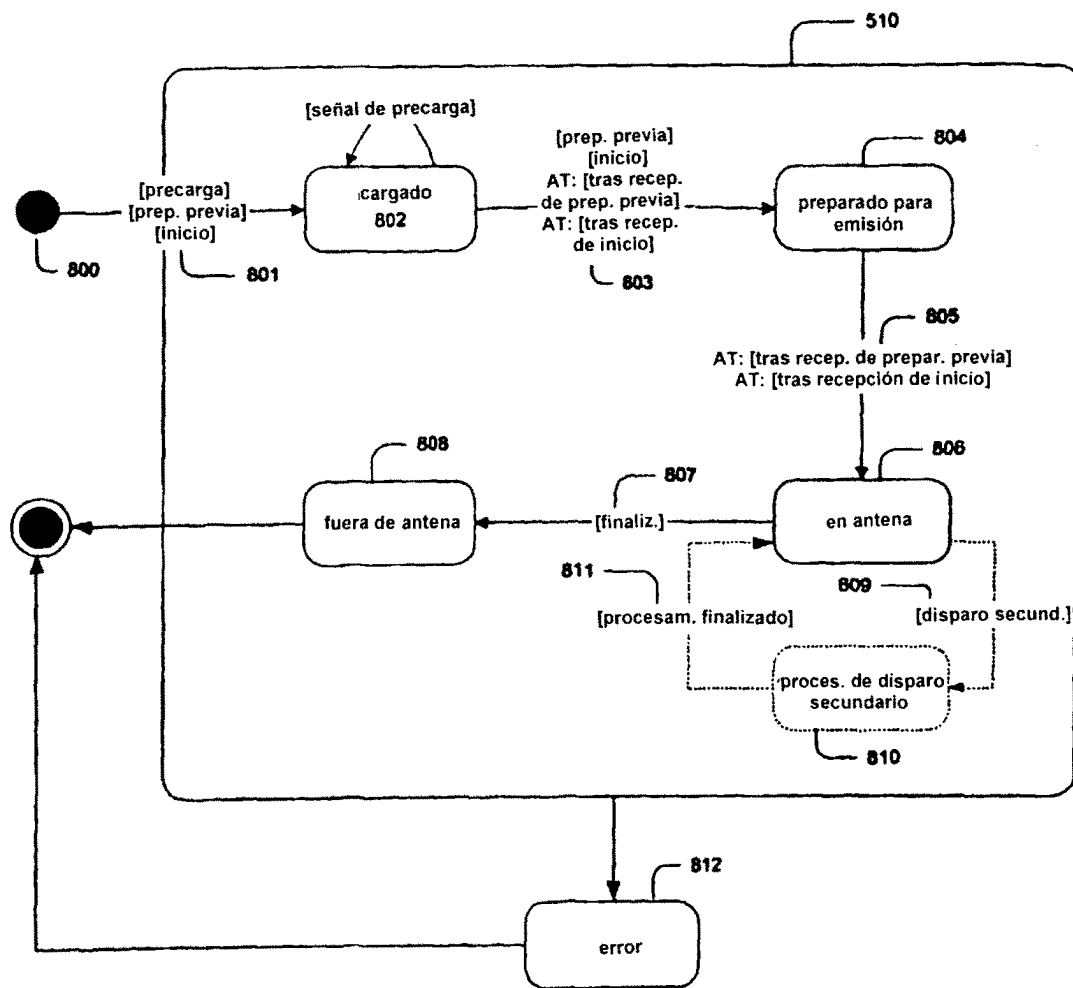 510
[señal de precarga]
[precarga]
[prep. previa]
[inicio]
800
801
cargado
802
[prep. previa]
[inicio]
AT: [tras recep.
de prep. previa]
AT: [tras recep.
de inicio]
803
804
preparado para
emisión
805
AT: [tras recep. de prepar. previa]
AT: [tras recepción de inicio]
808
fuera de antena
807
[finaliz.]
806
en antena
811
[procesam. finalizado]
809
[disparo secund.]
proces. de disparo
secundario
810
812
error